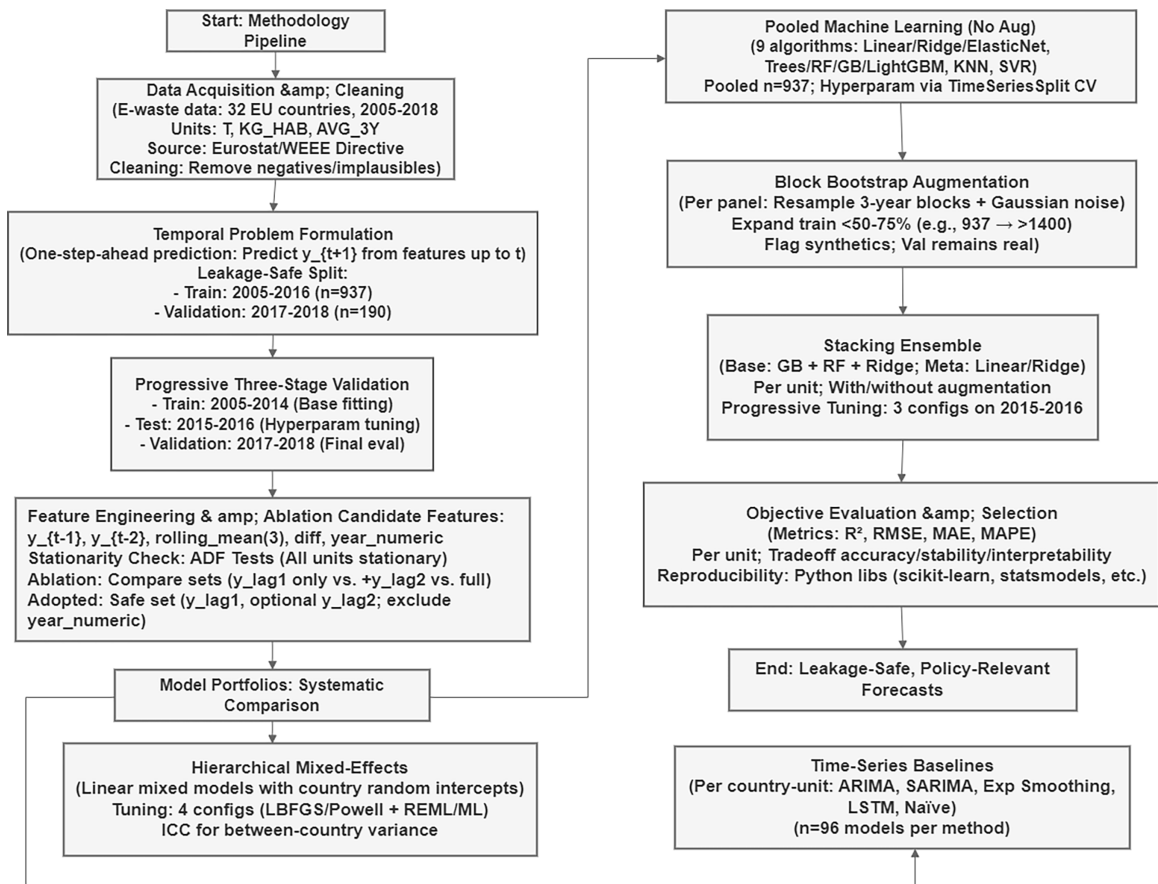 Start: Methodology
Pipeline
Data Acquisition &amp; Cleaning
(E-waste data: 32 EU countries, 2005-2018
Units: T, KG_HAB, AVG_3Y
Source: Eurostat/WEEE Directive
Cleaning: Remove negatives/implausibles)
Temporal Problem Formulation
(One-step-ahead prediction: Predict y_{t+1} from features up to t)
Leakage-Safe Split:
- Train: 2005-2016 (n=937)
- Validation: 2017-2018 (n=190)
Progressive Three-Stage Validation
- Train: 2005-2014 (Base fitting)
- Test: 2015-2016 (Hyperparam tuning)
- Validation: 2017-2018 (Final eval)
Feature Engineering & amp; Ablation Candidate Features:
y_{t-1}, y_{t-2}, rolling_mean(3), diff, year_numeric
Stationarity Check: ADF Tests (All units stationary)
Ablation: Compare sets (y_lag1 only vs. +y_lag2 vs. full)
Adopted: Safe set (y_lag1, optional y_lag2; exclude
year_numeric)
Model Portfolios: Systematic
Comparison
Hierarchical Mixed-Effects
(Linear mixed models with country random intercepts)
Tuning: 4 configs (LBFGS/Powell + REML/ML)
ICC for between-country variance
Pooled Machine Learning (No Aug)
(9 algorithms: Linear/Ridge/ElasticNet,
Trees/RF/GB/LightGBM, KNN, SVR)
Pooled n=937; Hyperparam via TimeSeriesSplit CV
Block Bootstrap Augmentation
(Per panel: Resample 3-year blocks + Gaussian noise)
Expand train <50-75% (e.g., 937 → >1400)
Flag synthetics; Val remains real)
Stacking Ensemble
(Base: GB + RF + Ridge; Meta: Linear/Ridge)
Per unit; With/without augmentation
Progressive Tuning: 3 configs on 2015-2016
Objective Evaluation &amp; Selection
(Metrics: R², RMSE, MAE, MAPE)
Per unit; Tradeoff accuracy/stability/interpretability
Reproducibility: Python libs (scikit-learn, statsmodels, etc.)
End: Leakage-Safe, Policy-Relevant
Forecasts
Time-Series Baselines
(Per country-unit: ARIMA, SARIMA, Exp Smoothing,
LSTM, Naïve)
(n=96 models per method)